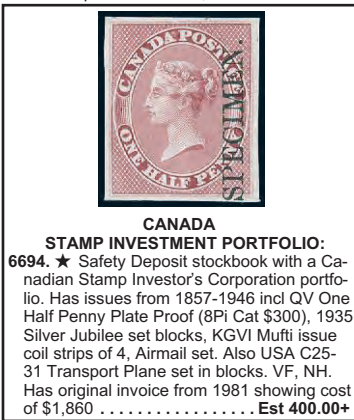 CANADA POSTAGE
ONE HALF PENNY
SPECIMEN.
CANADA
STAMP INVESTMENT PORTFOLIO:
6694. ★ Safety Deposit stockbook with a Ca-
nadian Stamp Investor's Corporation portfo-
lio. Has issues from 1857-1946 incl QV One
Half Penny Plate Proof (8Pi Cat $300), 1935
Silver Jubilee set blocks, KGVI Mufti issue
coil strips of 4, Airmail set. Also USA C25-
31 Transport Plane set in blocks. VF, NH.
Has original invoice from 1981 showing cost
of $1,860 . . . . . . . . . . . . . . . . Est 400.00+